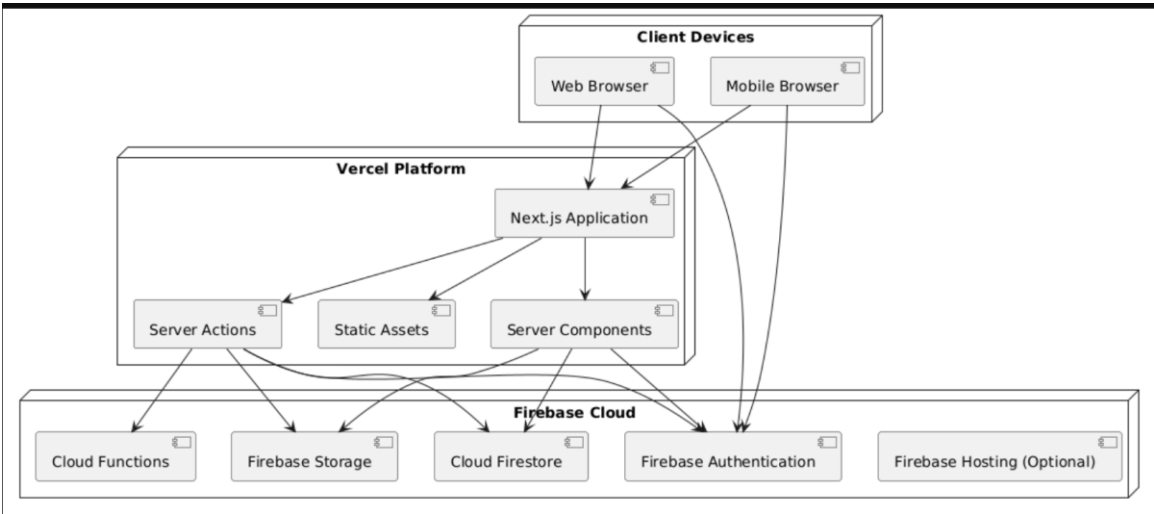 Client Devices
Web Browser
Mobile Browser
Vercel Platform
Next.js Application
Server Actions
Static Assets
Server Components
Firebase Cloud
Cloud Functions
Firebase Storage
Cloud Firestore
Firebase Authentication
Firebase Hosting (Optional)